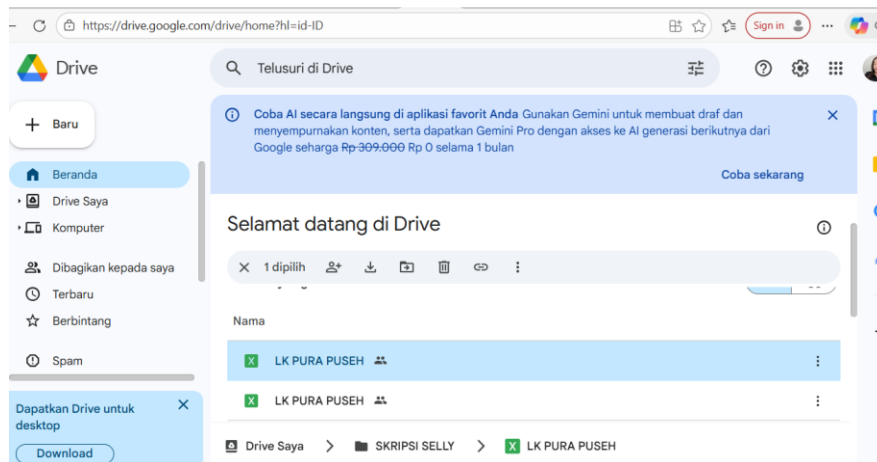 https://drive.google.com/drive/home?hl=id-ID
Sign in
Drive
Telusuri di Drive
Baru
Coba AI secara langsung di aplikasi favorit Anda Gunakan Gemini untuk membuat draf dan
menyempurnakan konten, serta dapatkan Gemini Pro dengan akses ke AI generasi berikutnya dari
Google seharga Rp 309.000 Rp 0 selama 1 bulan
Coba sekarang
Beranda
Drive Saya
Komputer
Dibagikan kepada saya
Terbaru
Berbintang
Spam
Dapatkan Drive untuk
desktop
Download
Selamat datang di Drive
1 dipilih
Nama
LK PURA PUSEH
LK PURA PUSEH
Drive Saya > SKRIPSI SELLY > LK PURA PUSEH